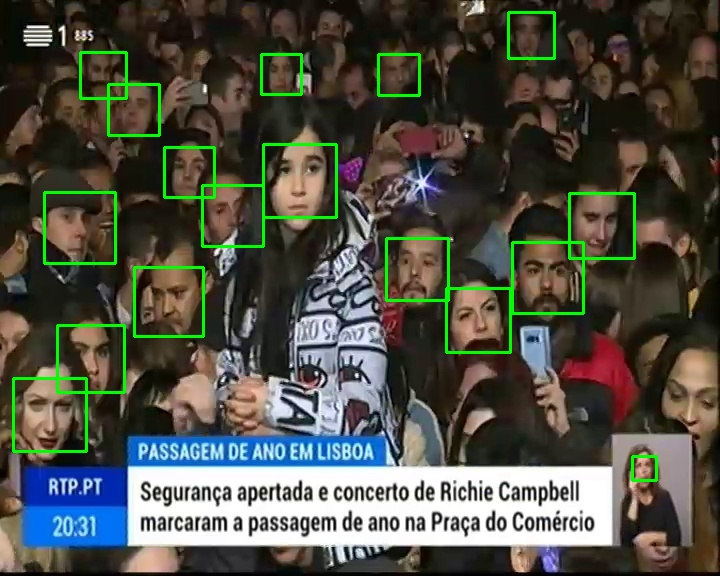 1 885
PASSAGEM DE ANO EM LISBOA
RTP.PT
Segurança apertada e concerto de Richie Campbell
20:31
marcaram a passagem de ano na Praça do Comércio